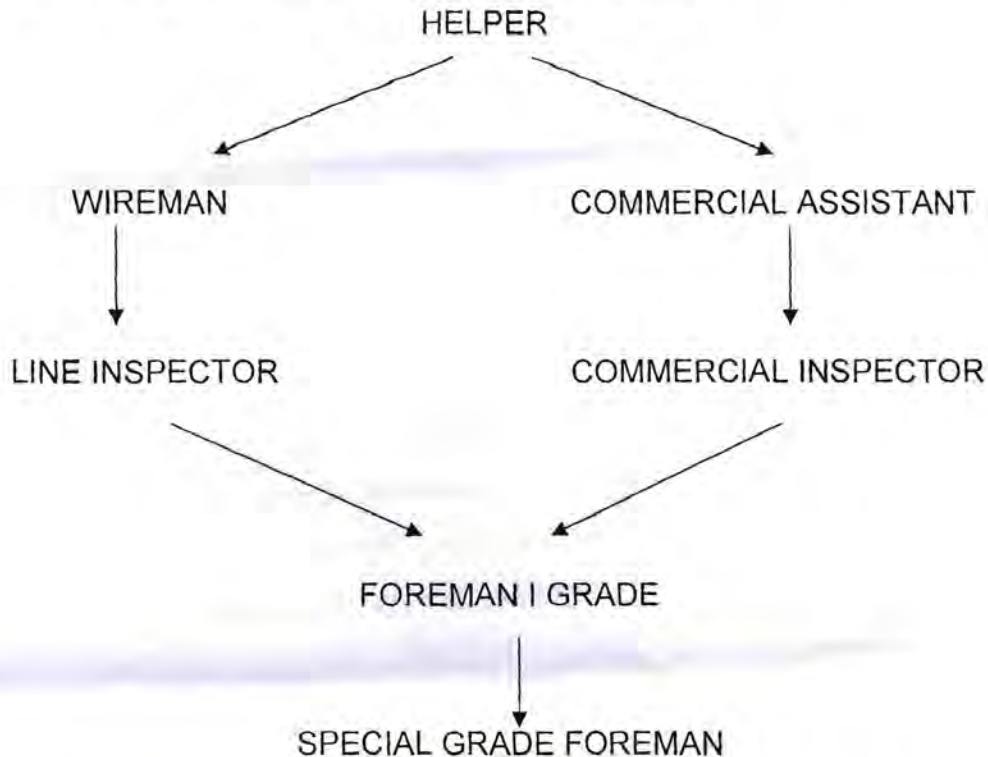 HELPER
WIREMAN
COMMERCIAL ASSISTANT
LINE INSPECTOR
COMMERCIAL INSPECTOR
FOREMAN I GRADE
SPECIAL GRADE FOREMAN